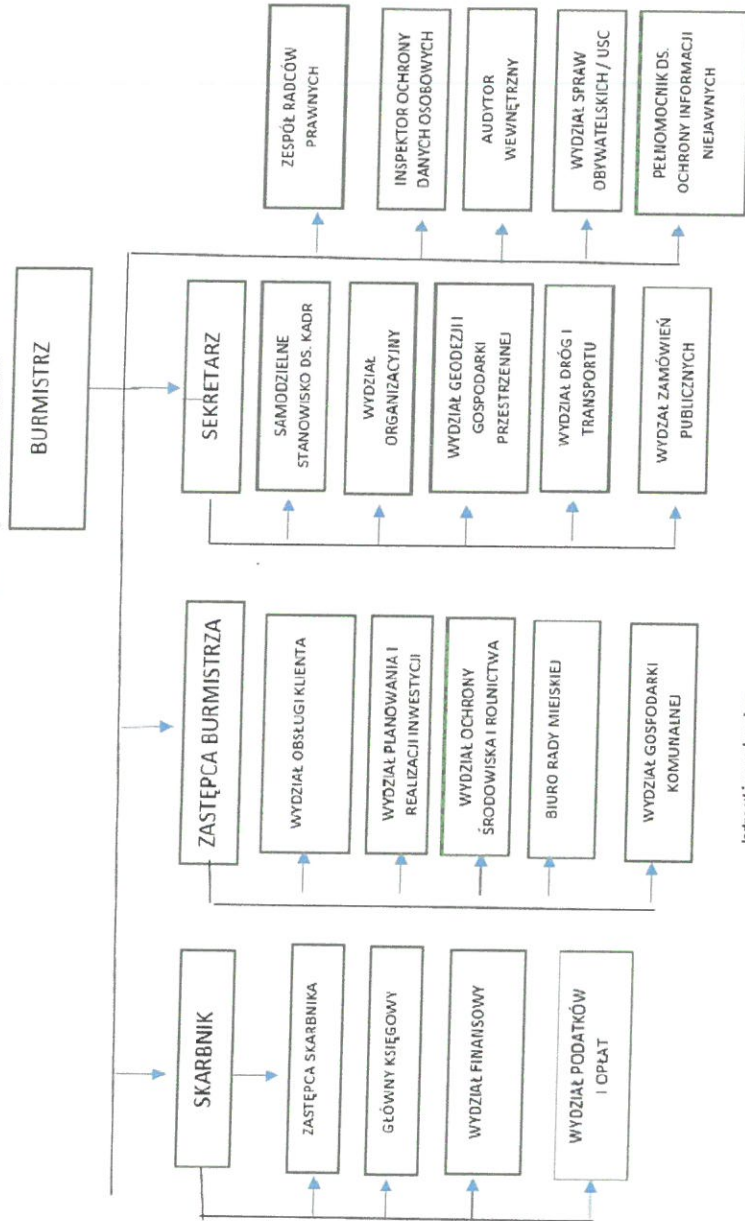 BURMISTRZ
SKARBNIK
ZASTĘPCA SKARBNIKA
GŁÓWNY KSIĘGOWY
WYDZIAŁ FINANSOWY
WYDZIAŁ PODATKÓW
I OPŁAT
ZASTĘPCA BURMISTRZA
WYDZIAŁ OBSŁUGI KLIENTA
WYDZIAŁ PLANOWANIA I
REALIZACJI INWESTYCJI
WYDZIAŁ OCHRONY
ŚRODOWISKA I ROLNICTWA
BIURO RADY MIEJSKIEJ
WYDZIAŁ GOSPODARKI
KOMUNALNEJ
SEKRETARZ
SAMODZIELNE
STANOWISKO DS. KADR
WYDZIAŁ
ORGANIZACYJNY
WYDZIAŁ GEODEZJI I
GOSPODARKI
PRZESTRZENNEJ
WYDZIAŁ DRÓG I
TRANSPORTU
WYDZAŁ ZAMÓWIEŃ
PUBLICZNYCH
ZESPÓŁ RADCÓW
PRAWNYCH
INSPEKTOR OCHRONY
DANYCH OSOBOWYCH
AUDYTOR
WEWNĘTRZNY
WYDZIAŁ SPRAW
OBYWATELSKICH / USC
PEŁNOMOCNIK DS.
OCHRONY INFORMACJI
NIEJAWNYCH